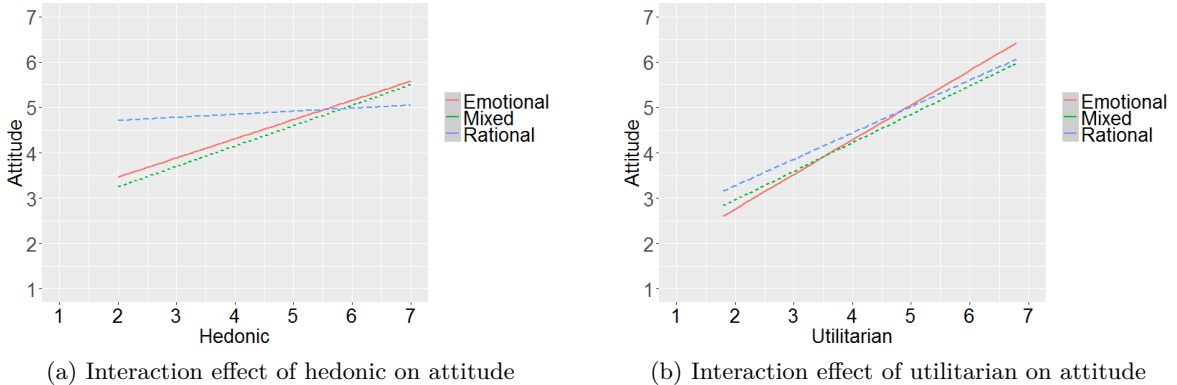 7
6
5
4
3
2
1
Attitude
1 2 3 4 5 6 7
Hedonic
Emotional
Mixed
Rational
(a) Interaction effect of hedonic on attitude
7
6
5
4
3
2
1
Attitude
1 2 3 4 5 6 7
Utilitarian
Emotional
Mixed
Rational
(b) Interaction effect of utilitarian on attitude